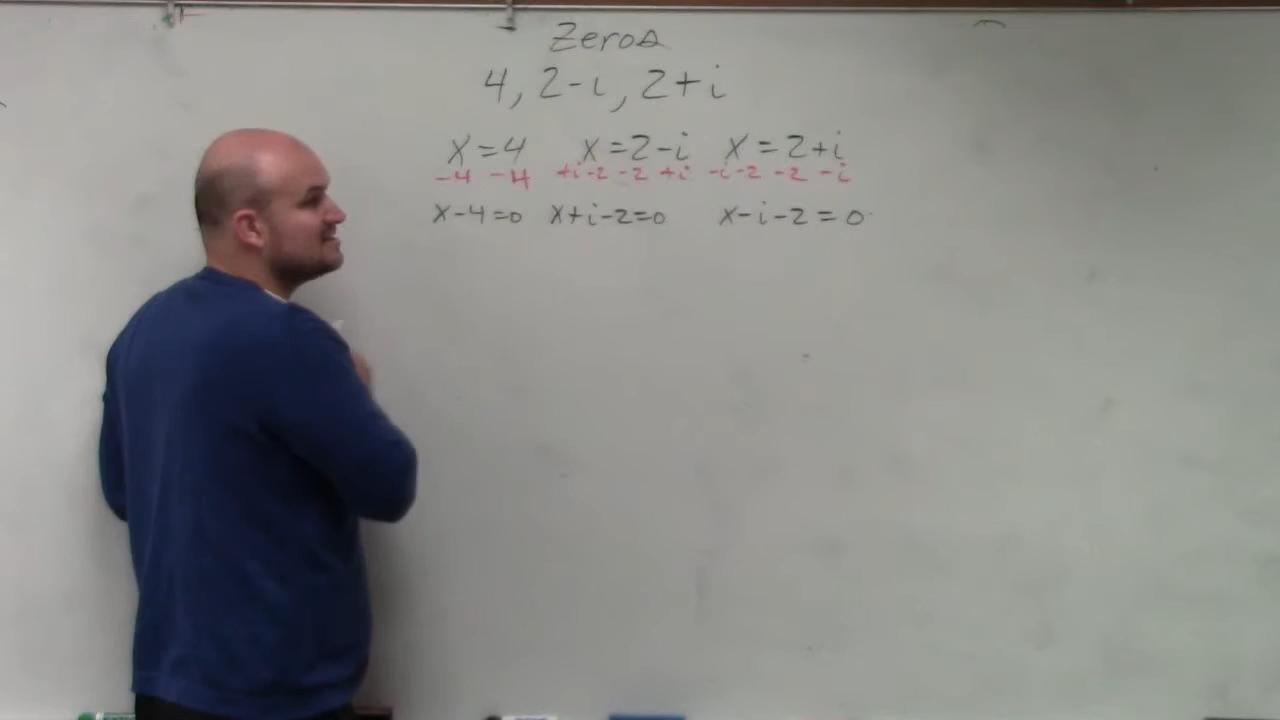 Zeros
4, 2-i, 2+i
x=4 x=2-i x=2+i
-4 -4 +i-2 -2 +i -i-2 -2 -i
x-4=0 x+i-2=0 x-i-2=0